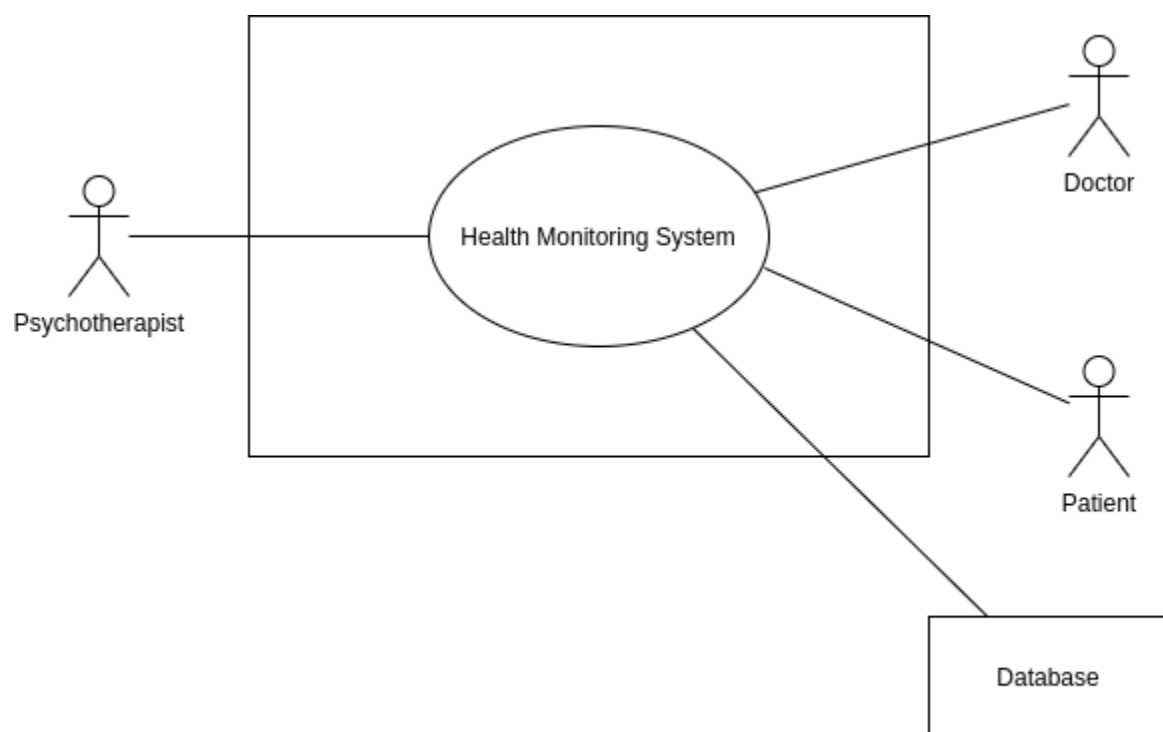 Doctor
Health Monitoring System
Psychotherapist
Patient
Database